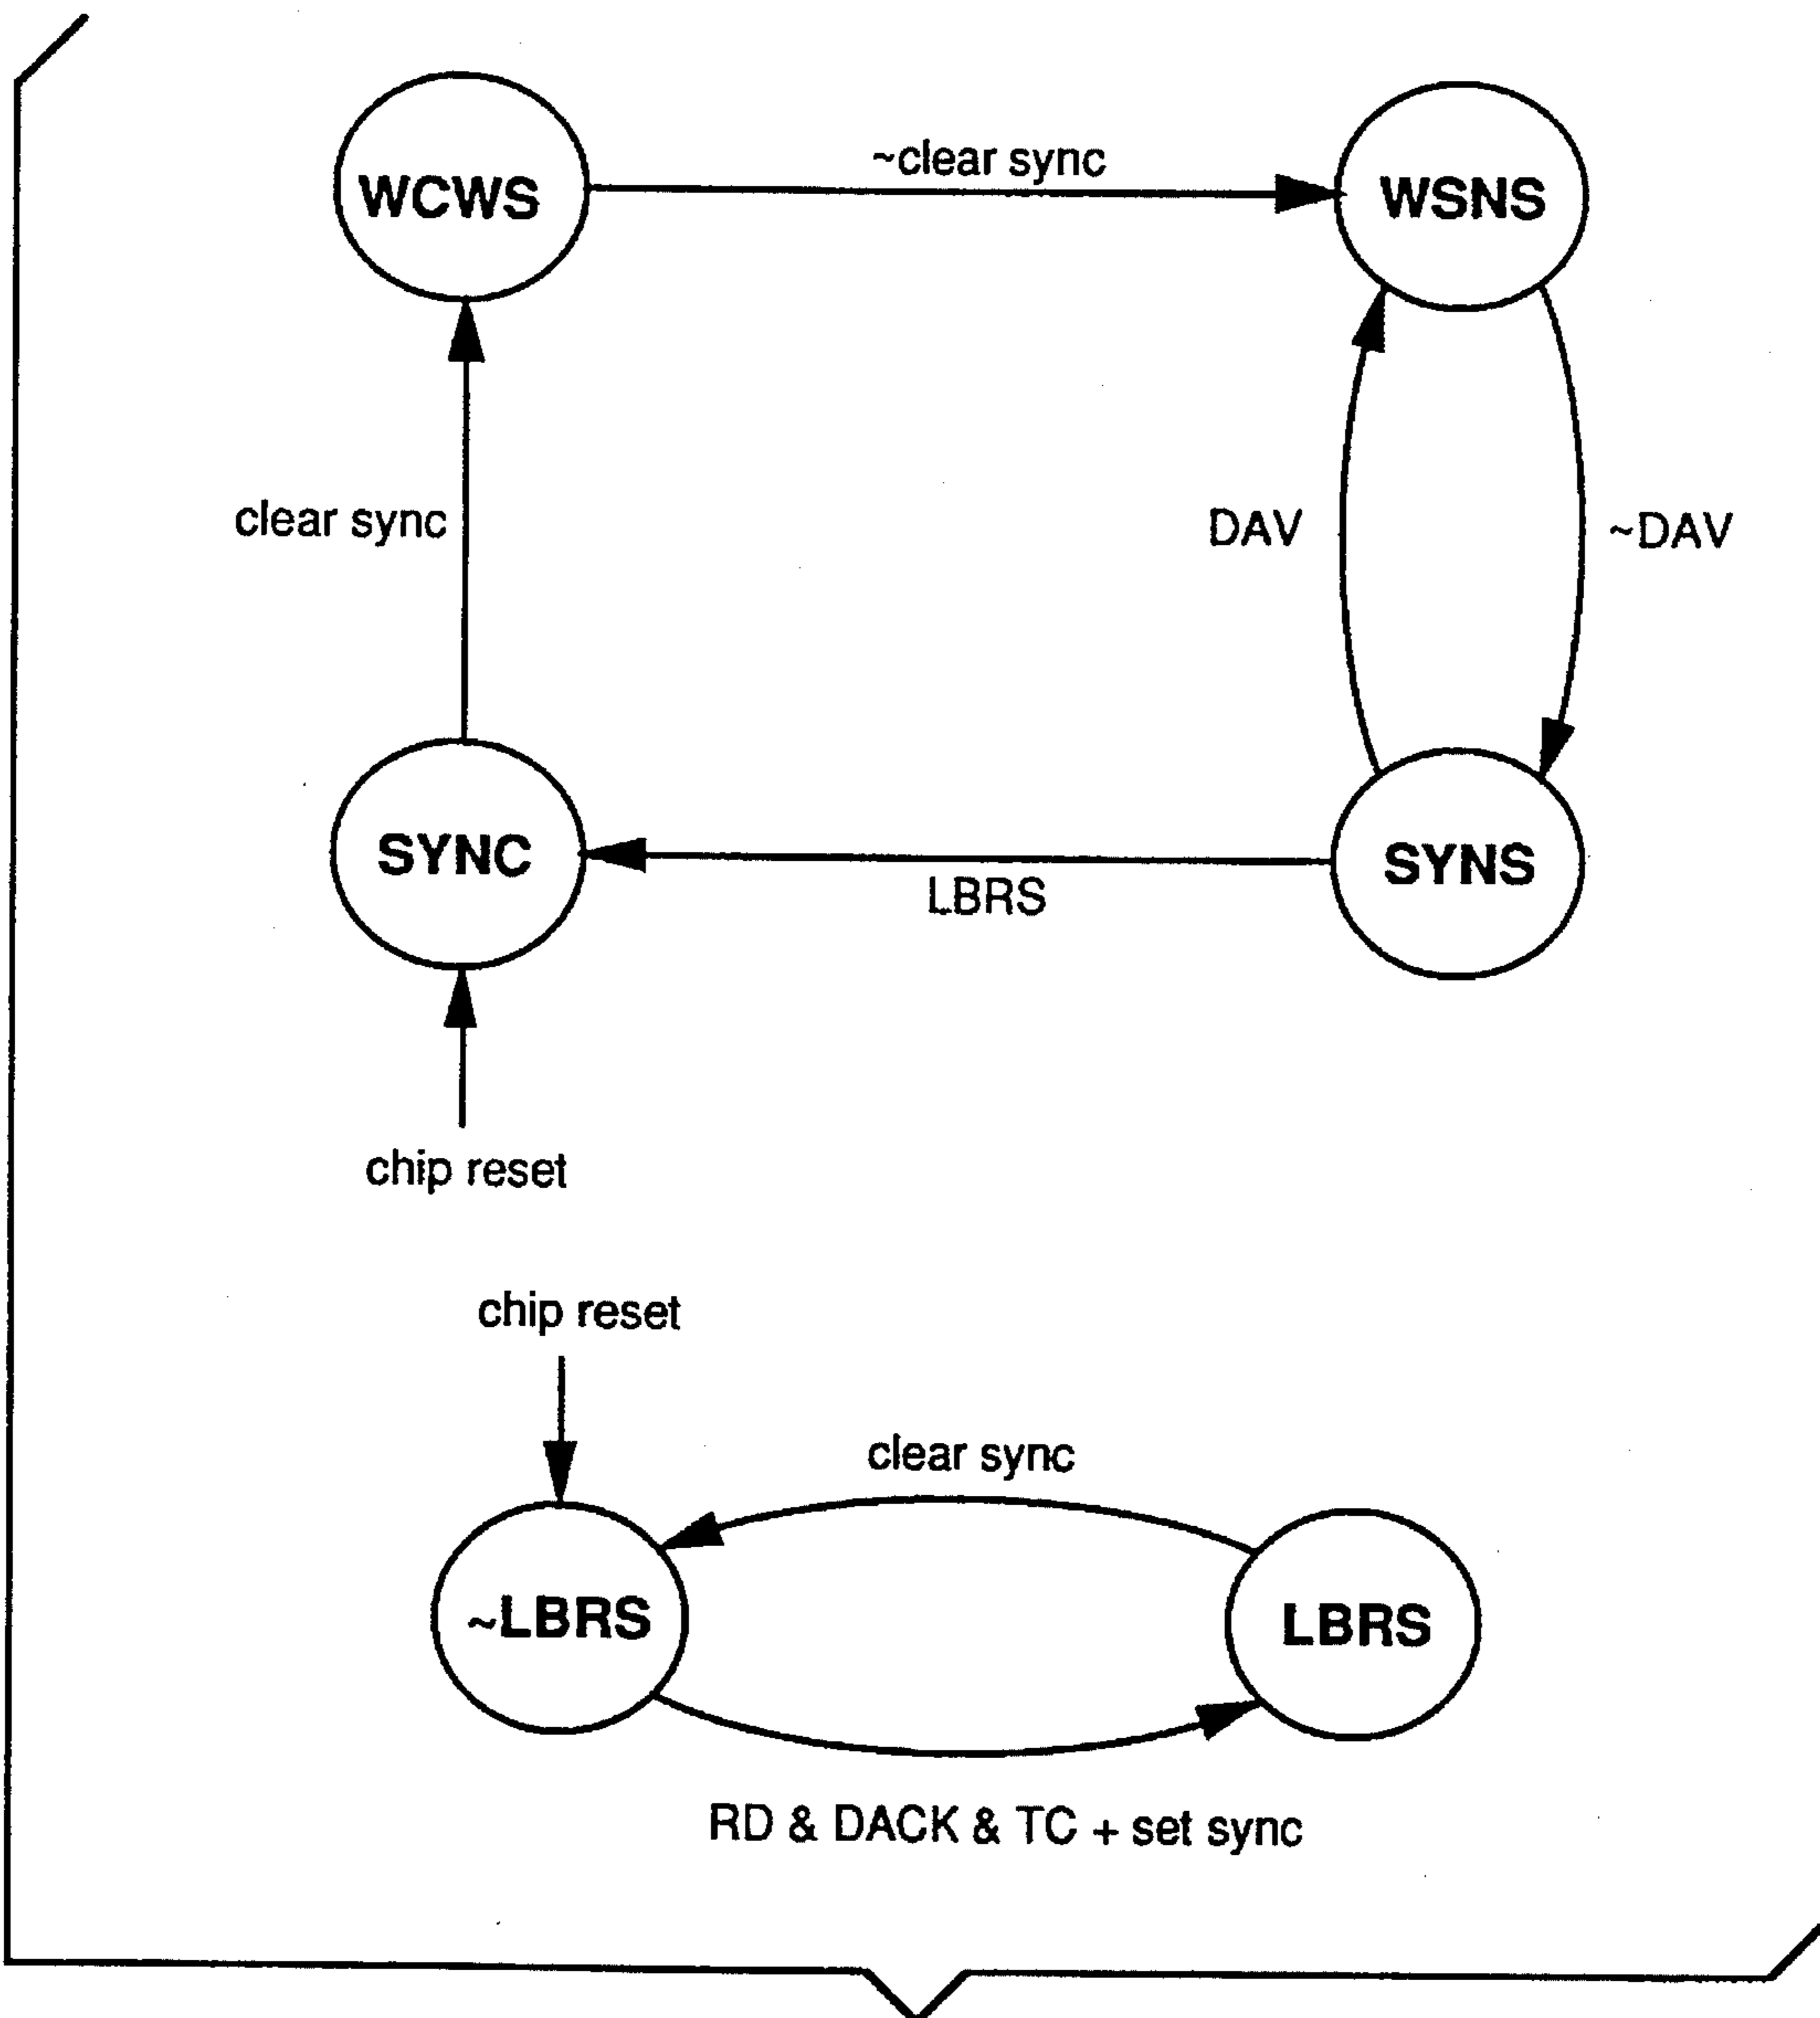 ~clear sync
WCWS
WSNS
clear sync
DAV
~DAV
SYNC
SYNS
LBRS
chip reset
chip reset
clear sync
~LBRS
LBRS
RD & DACK & TC + set sync